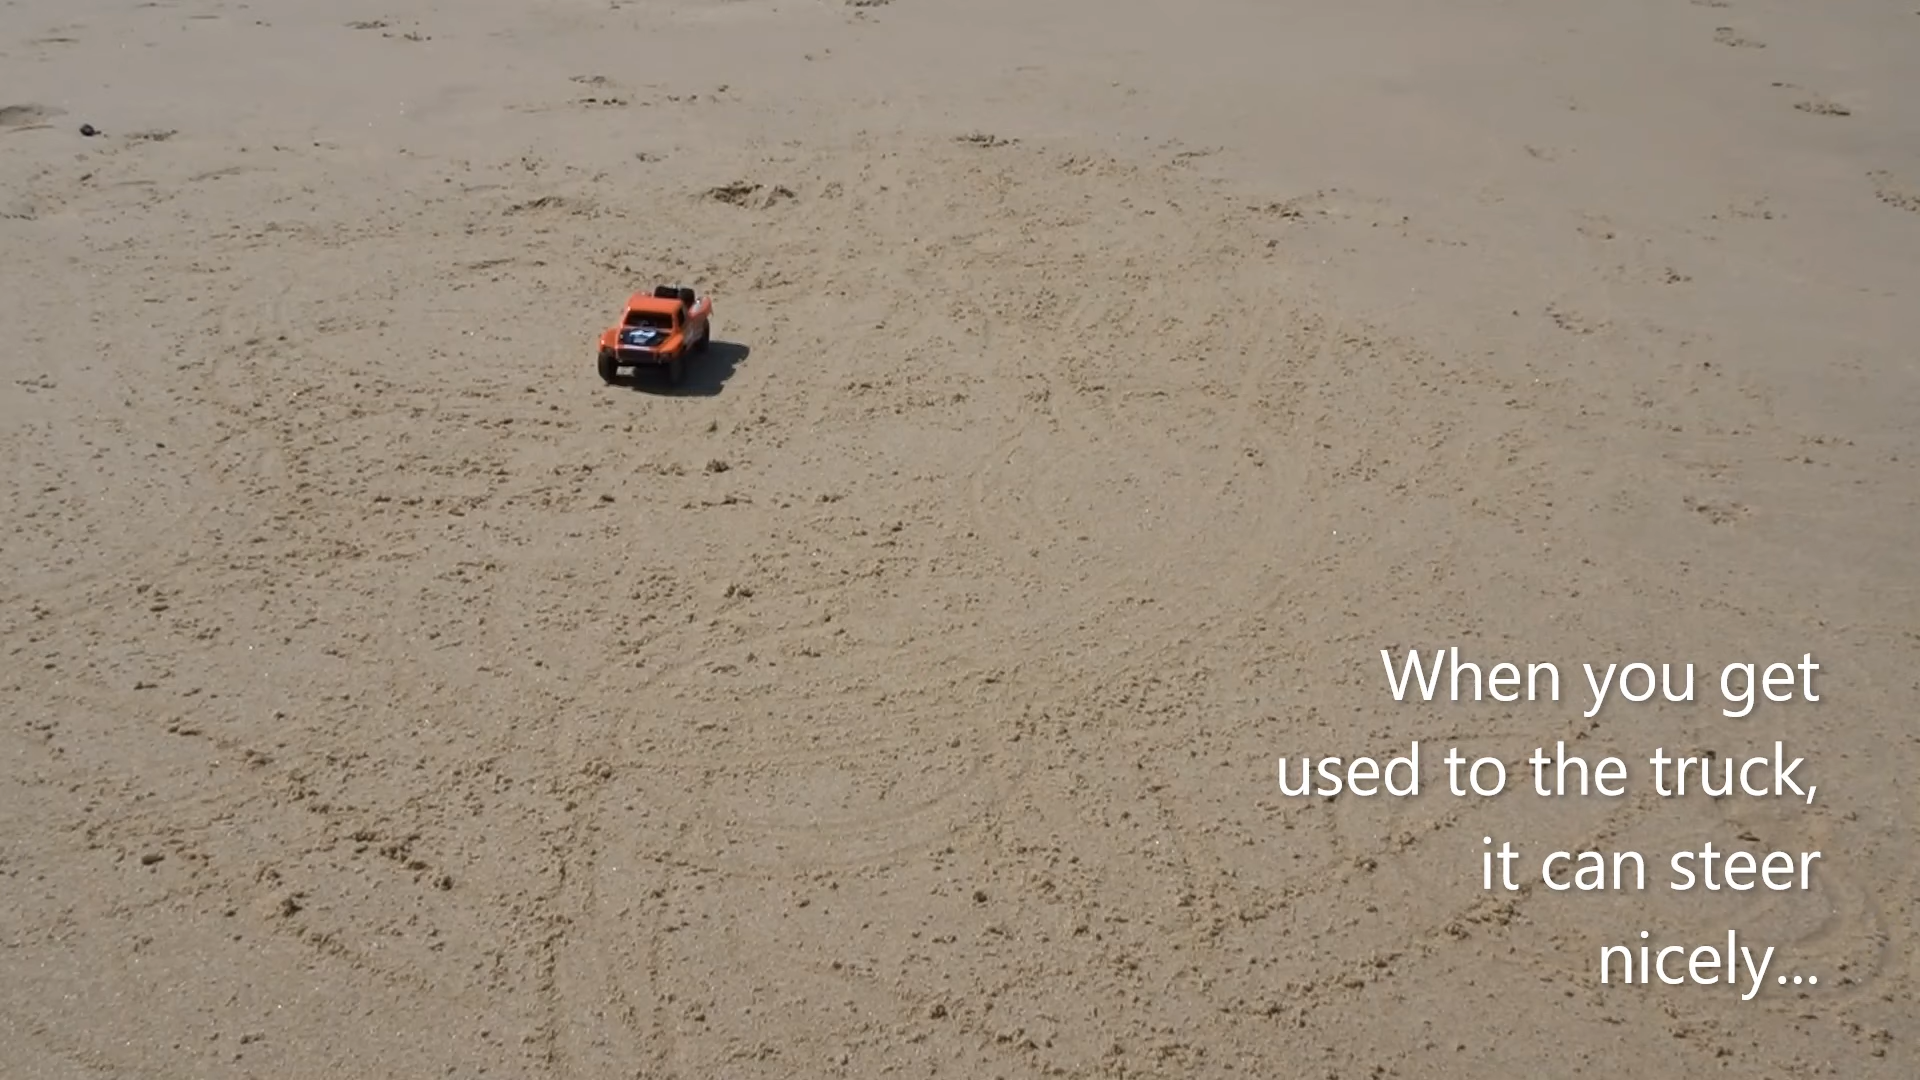 When you get
used to the truck,
it can steer
nicely...